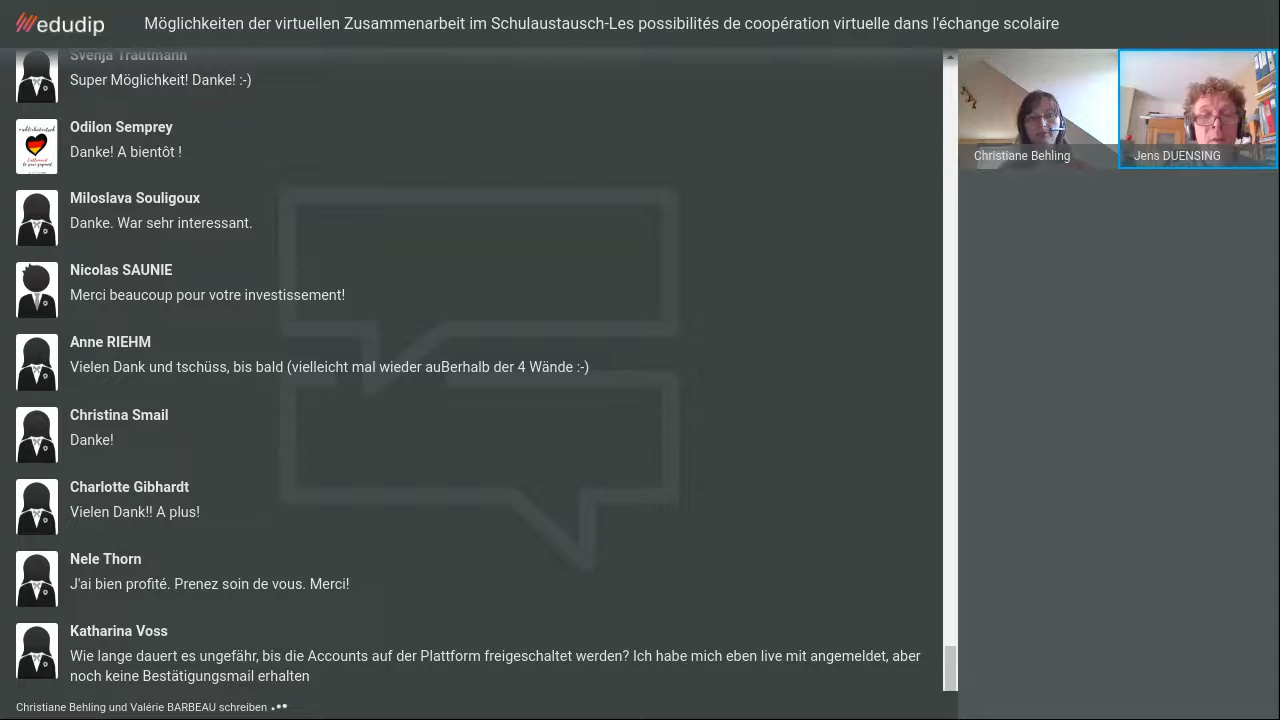 edudip
Möglichkeiten der virtuellen Zusammenarbeit im Schulaustausch-Les possibilités de coopération virtuelle dans l'échange scolaire
Svenja Trautmann
Super Möglichkeit! Danke! :-)
Odilon Semprey
Danke! A bientôt !
Miloslava Souligoux
Danke. War sehr interessant.
Nicolas SAUNIE
Merci beaucoup pour votre investissement!
Anne RIEHM
Vielen Dank und tschüss, bis bald (vielleicht mal wieder auBerhalb der 4 Wände :-)
Christina Smail
Danke!
Charlotte Gibhardt
Vielen Dank!! A plus!
Nele Thorn
J'ai bien profité. Prenez soin de vous. Merci!
Katharina Voss
Wie lange dauert es ungefähr, bis die Accounts auf der Plattform freigeschaltet werden? Ich habe mich eben live mit angemeldet, aber
noch keine Bestätigungsmail erhalten
Christiane Behling und Valérie BARBEAU schreiben
Christiane Behling
Jens DUENSING